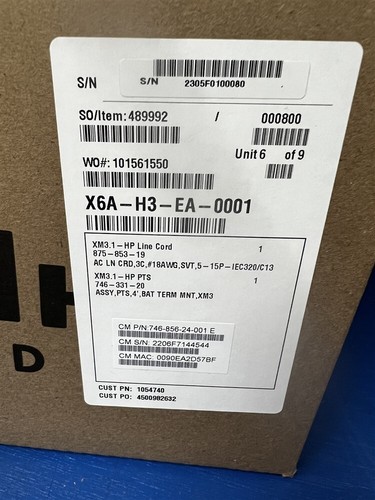 S/N
S/N 2305F0100080
SO/Item: 489992 / 000800
Unit 6 of 9
WO#: 101561550
X6A-H3-EA-0001
XM3.1-HP Line Cord 1
875-853-19
AC LN CRD,3C,#18AWG,SVT,5-15P-IEC320/C13
XM3.1-HP PTS 1
746-331-20
ASSY,PTS,4',BAT TERM MNT,XM3
CM P/N:746-856-24-001 E
CM S/N: 2206F7144544
CM MAC: 0090EA2D57BF
CUST PN: 1054740
CUST PO: 4500982632
D